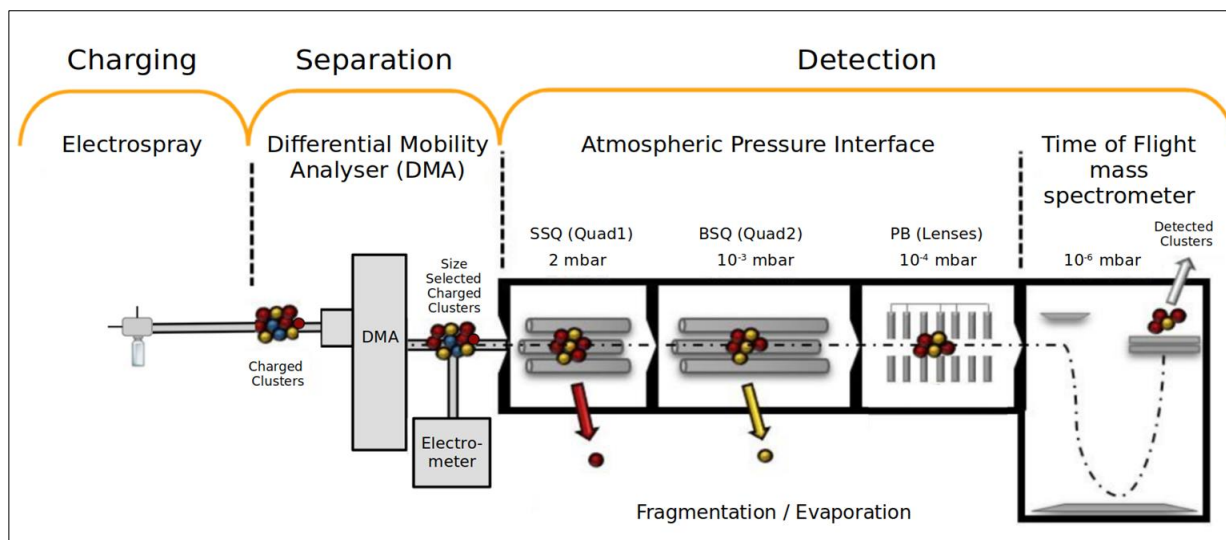 Charging
Separation
Detection
Electrospray
Differential Mobility
Analyser (DMA)
Atmospheric Pressure Interface
Time of Flight
mass
spectrometer
SSQ (Quad1)
2 mbar
BSQ (Quad2)
10⁻³ mbar
PB (Lenses)
10⁻⁴ mbar
10⁻⁶ mbar
Detected
Clusters
Size
Selected
Charged
Clusters
DMA
Charged
Clusters
Electro-
meter
Fragmentation / Evaporation